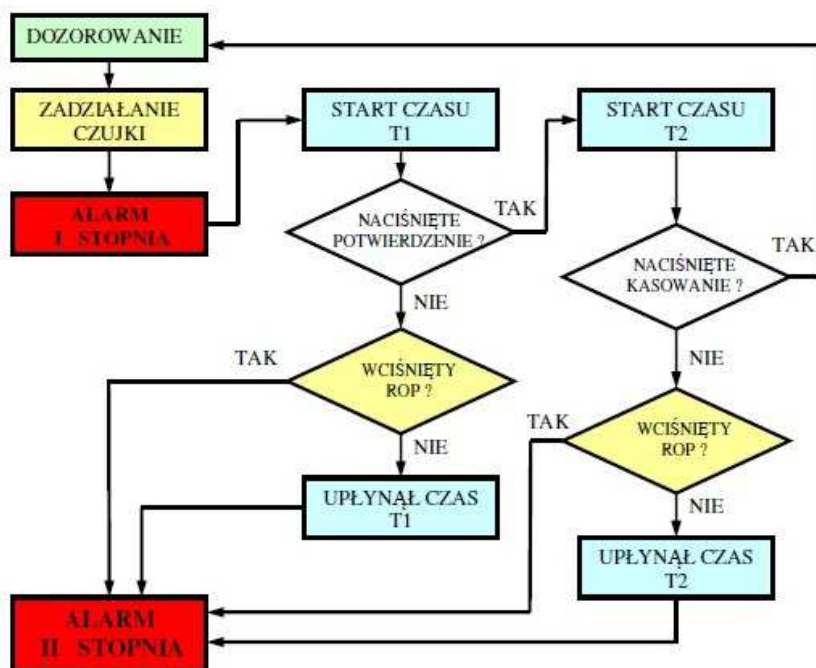 DOZOROWANIE
ZADZIAŁANIE
CZUJKI
ALARM
I STOPNIA
START CZASU
T1
NACIŚNIĘTE
POTWIERDZENIE ?
TAK
NIE
WCIŚNIĘTY
ROP ?
TAK
NIE
UPŁYNĄŁ CZAS
T1
START CZASU
T2
NACIŚNIĘTE
KASOWANIE ?
TAK
NIE
WCIŚNIĘTY
ROP ?
TAK
NIE
UPŁYNĄŁ CZAS
T2
ALARM
II STOPNIA